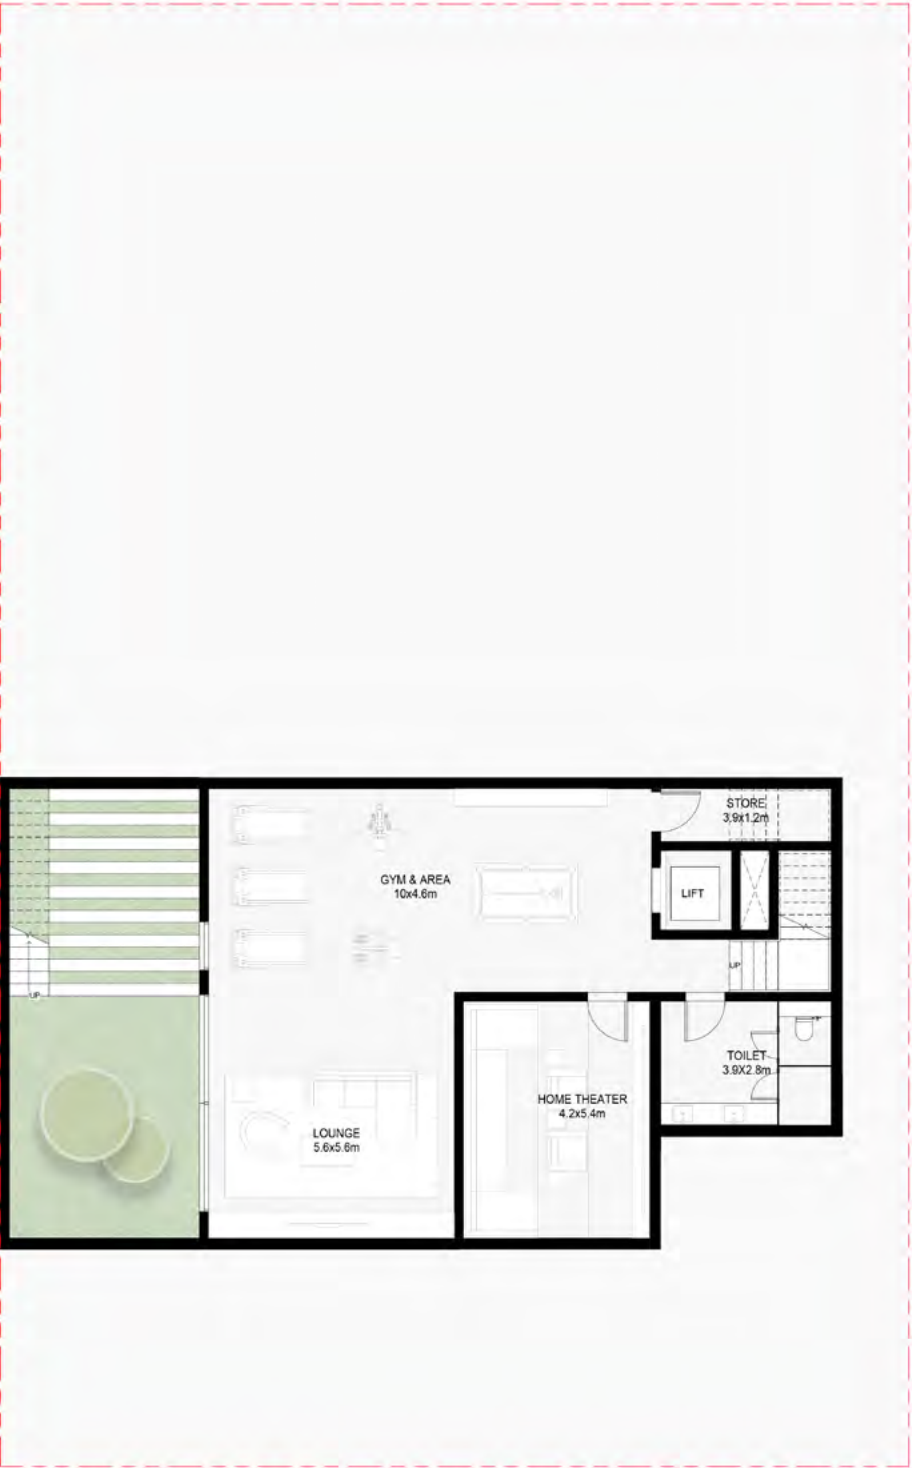 STORE
3.9x1.2m
GYM & AREA
10x4.6m
LIFT
UP
UP
TOILET
3.9X2.8m
HOME THEATER
4.2x5.4m
LOUNGE
5.6x5.6m